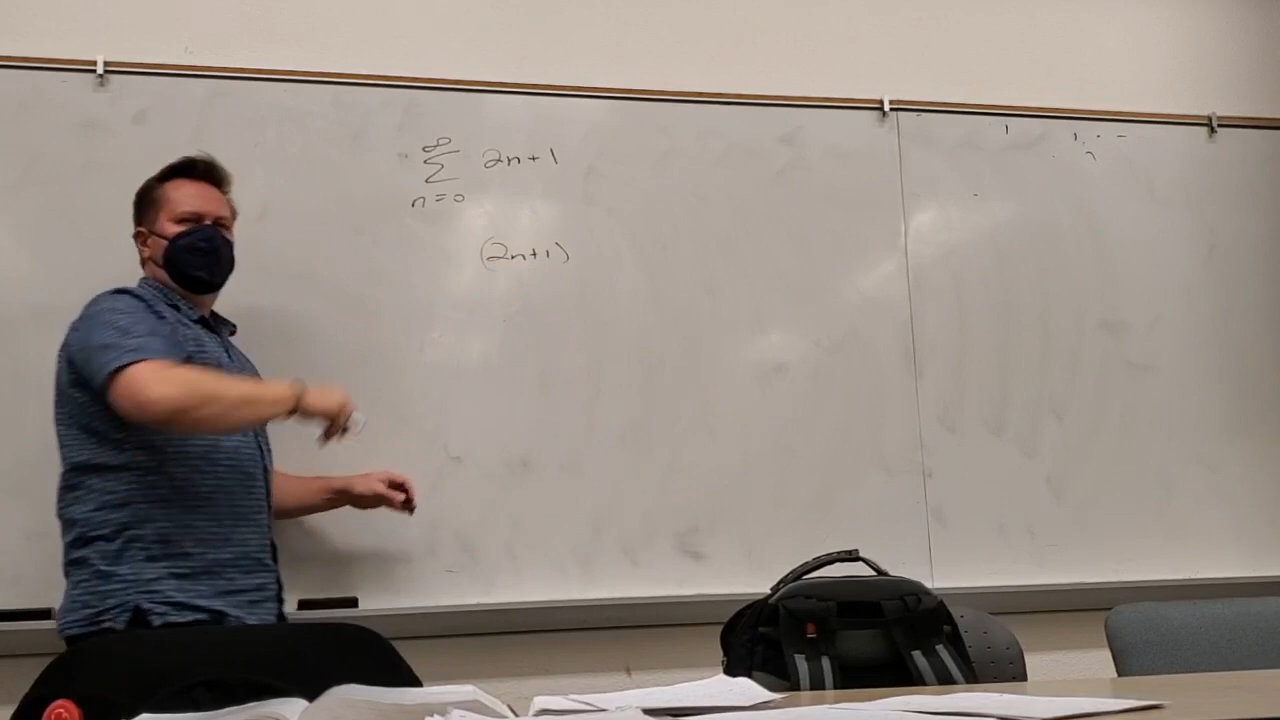 ∞
∑ 2n+1
n=0
(2n+1)